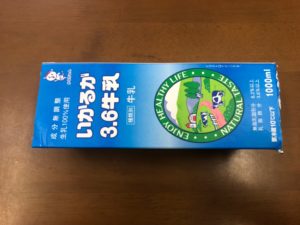 成分無調整
生乳100%使用
いかるが
3.6牛乳
種類別 牛乳
ENJOY HEALTHY LIFE
NATURAL TASTE
1000ml